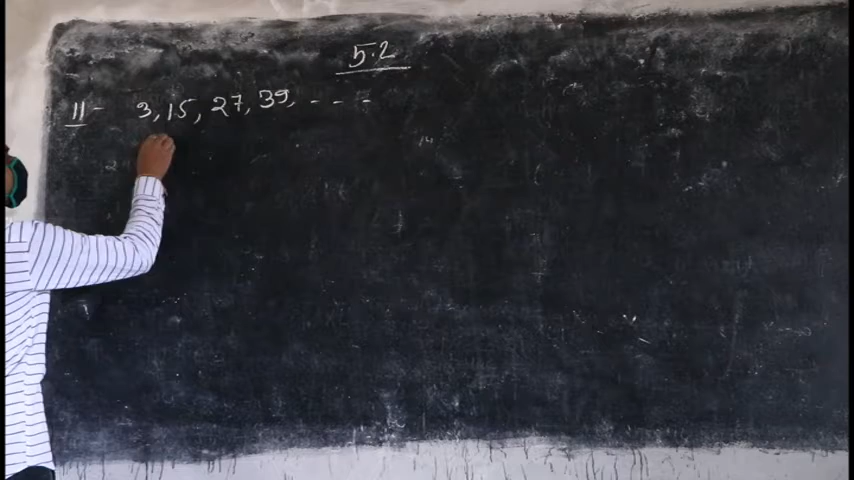 5.2
11- 3, 15, 27, 39, - - - -